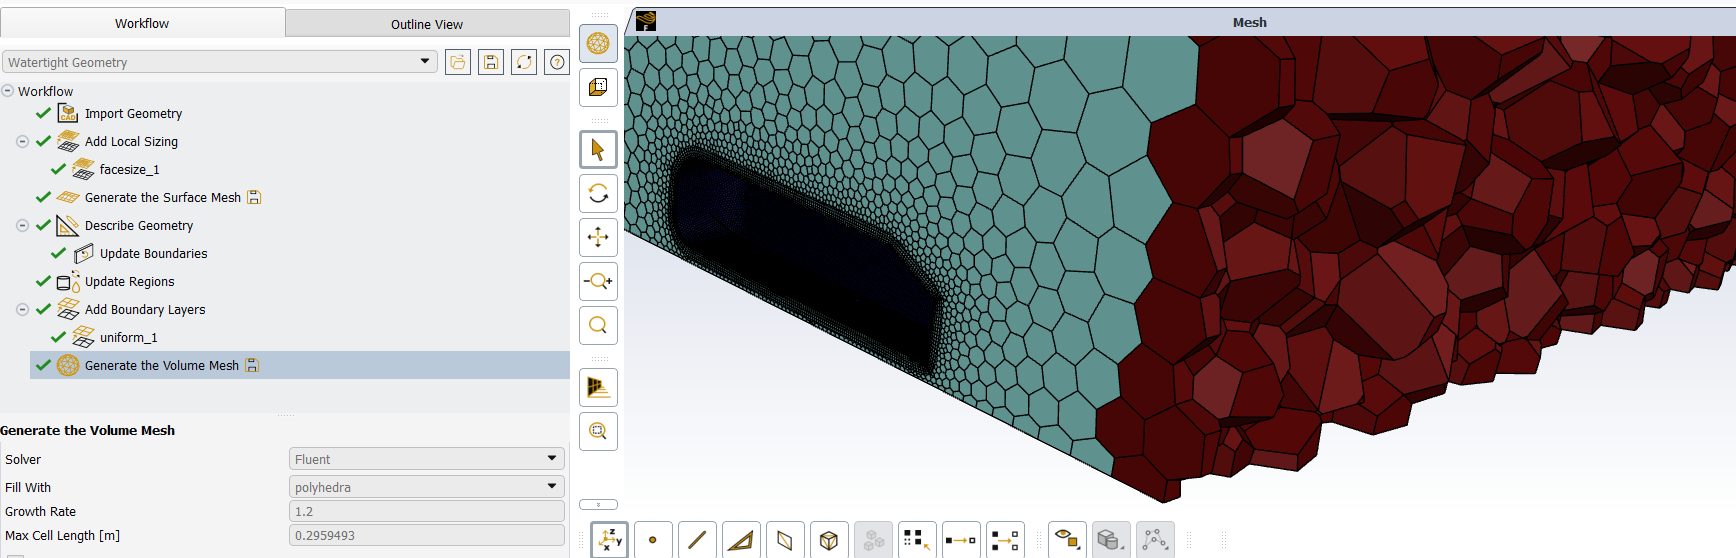 Workflow
Outline View
Mesh
Watertight Geometry
Workflow
Import Geometry
Add Local Sizing
facesize_1
Generate the Surface Mesh
Describe Geometry
Update Boundaries
Update Regions
Add Boundary Layers
uniform_1
Generate the Volume Mesh
Generate the Volume Mesh
Solver Fluent
Fill With polyhedra
Growth Rate 1.2
Max Cell Length [m] 0.2959493